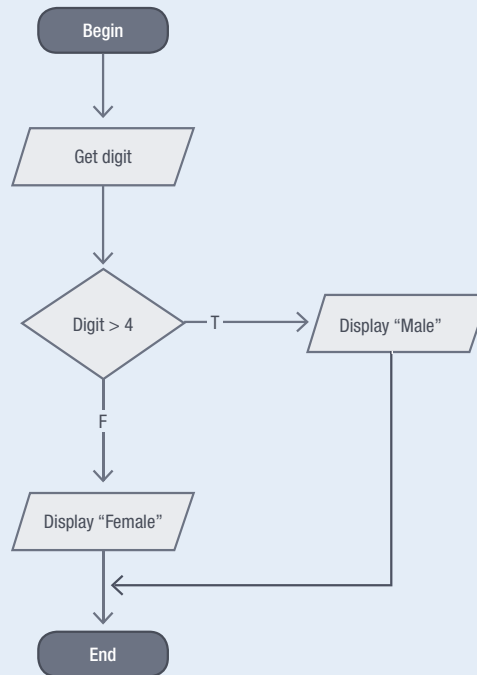 Begin
Get digit
Digit > 4
T
Display “Male”
F
Display “Female”
End